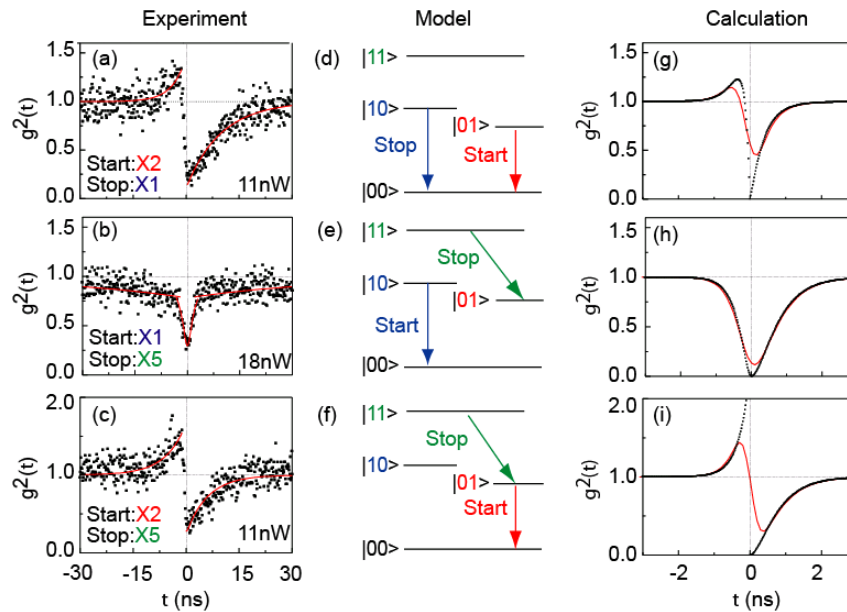 Experiment Model Calculation
(a) (d) (g)
g²(t) 1.5 1.0 0.5 0.0
Start:X2
Stop:X1 11nW
|11>
|10>
|01>
Stop Start
|00>
g²(t) 1.5 1.0 0.5 0.0
(b) (e) (h)
g²(t) 1.5 1.0 0.5 0.0
Start:X1
Stop:X5 18nW
|11>
Stop
|10>
|01>
Start
|00>
g²(t) 1.5 1.0 0.5 0.0
(c) (f) (i)
g²(t) 2.0 1.0 0.0
Start:X2
Stop:X5 11nW
|11>
Stop
|10>
|01>
Start
|00>
g²(t) 2.0 1.0 0.0
-30 -15 0 15 30
t (ns)
-2 0 2
t (ns)